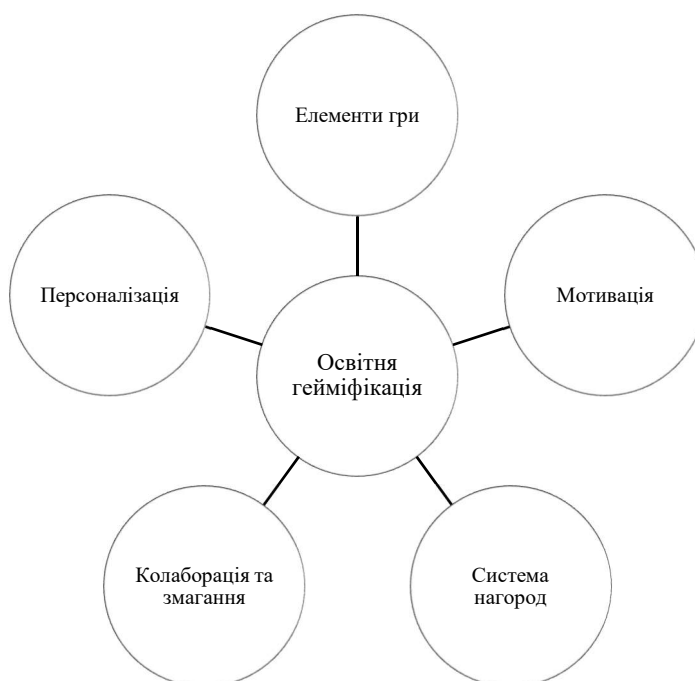 Елементи гри
Персоналізація
Мотивація
Освітня
гейміфікація
Колаборація та
змагання
Система
нагород